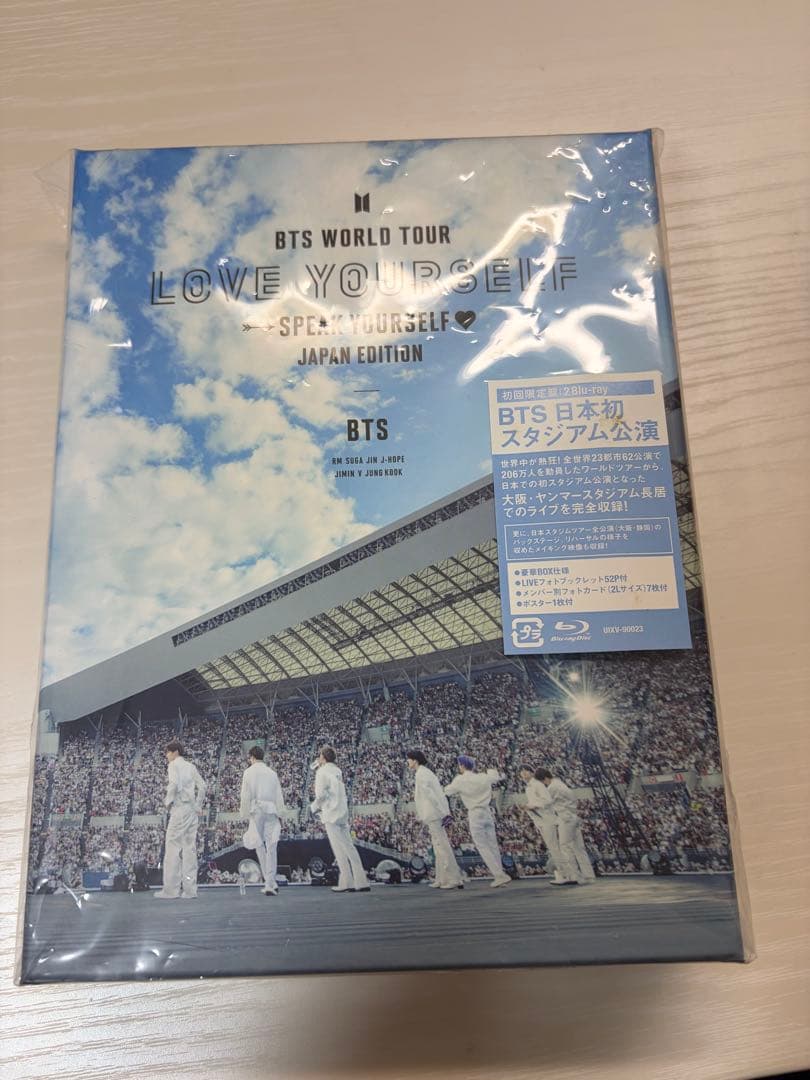 BTS WORLD TOUR
LOVE YOURSELF
SPEAK YOURSELF
JAPAN EDITION
BTS
RM SUGA JIN J-HOPE
JIMIN V JUNG KOOK
初回限定盤:2Blu-ray
BTS 日本初
スタジアム公演
世界中が熱狂!全世界23都市62公演で
206万人を動員したワールドツアーから、
日本での初スタジアム公演となった
大阪・ヤンマースタジアム長居
でのライブを完全収録!
更に、日本スタジアムツアー全公演(大阪・静岡)の
バックステージ、リハーサルの様子を
収めたメイキング映像も収録!
●豪華BOX仕様
●LIVEフォトブックレット52P付
●メンバー別フォトカード(2Lサイズ)7枚付
●ポスター1枚付
プラ
Blu-ray Disc
UIXV-90023